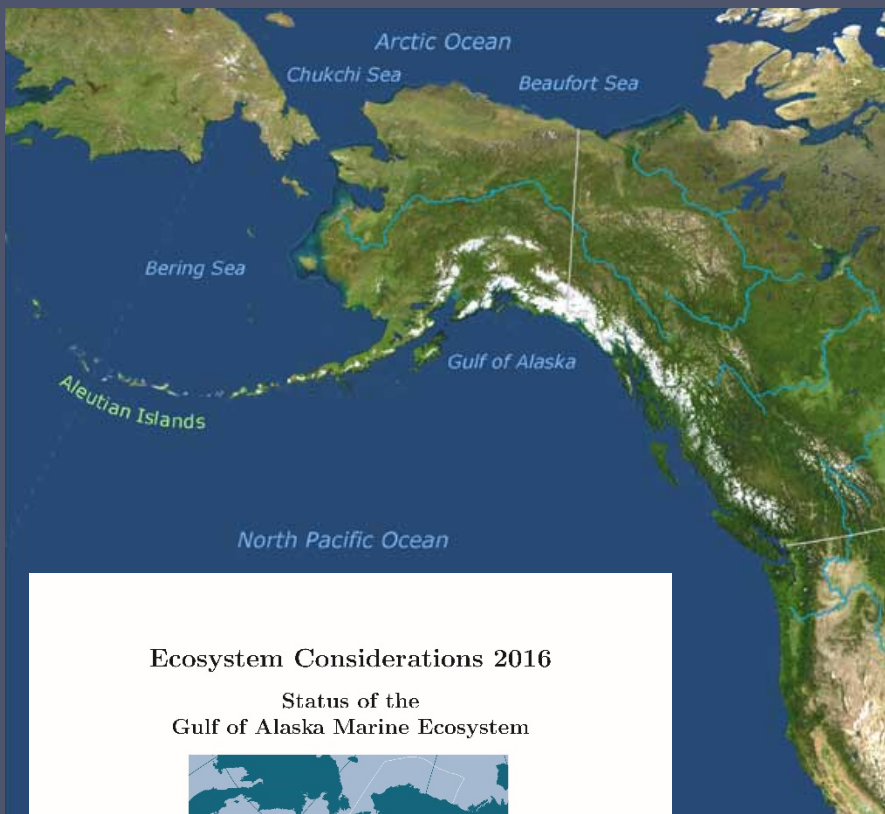 Arctic Ocean
Chukchi Sea
Beaufort Sea
Bering Sea
Gulf of Alaska
Aleutian Islands
North Pacific Ocean
Ecosystem Considerations 2016
Status of the
Gulf of Alaska Marine Ecosystem